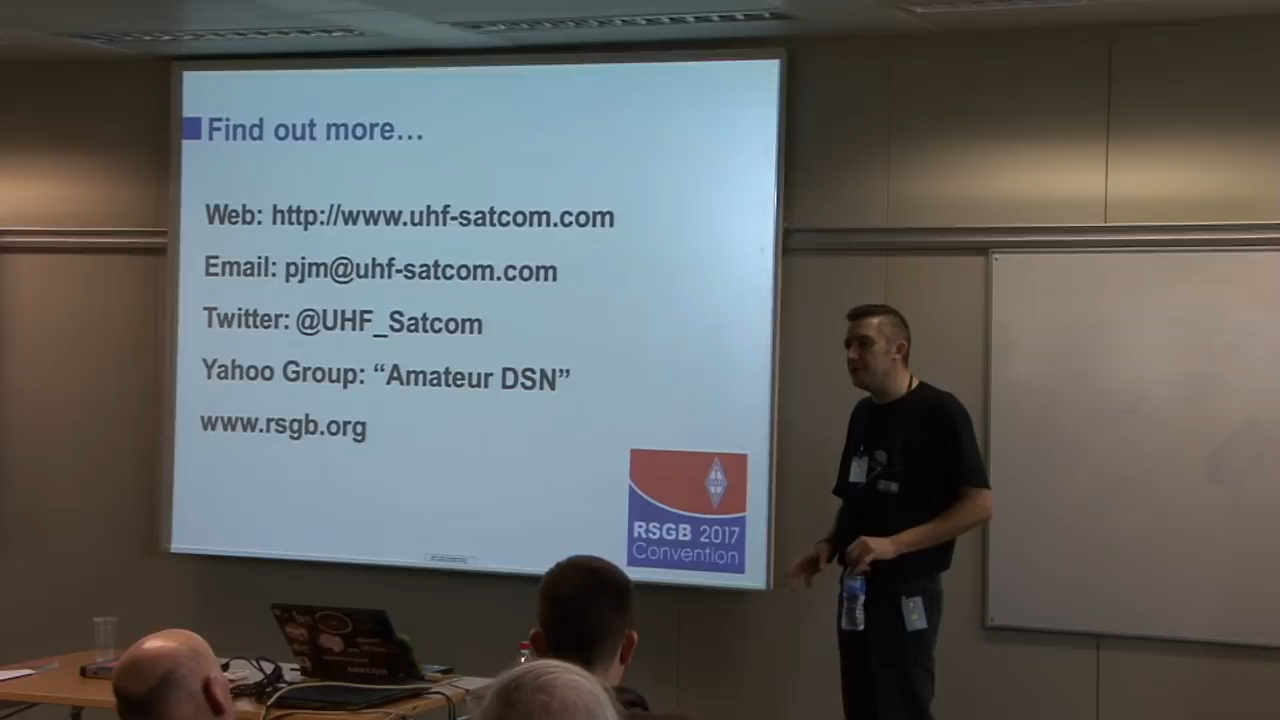 Find out more…
Web: http://www.uhf-satcom.com
Email: pjm@uhf-satcom.com
Twitter: @UHF_Satcom
Yahoo Group: “Amateur DSN”
www.rsgb.org
RSGB 2017
Convention